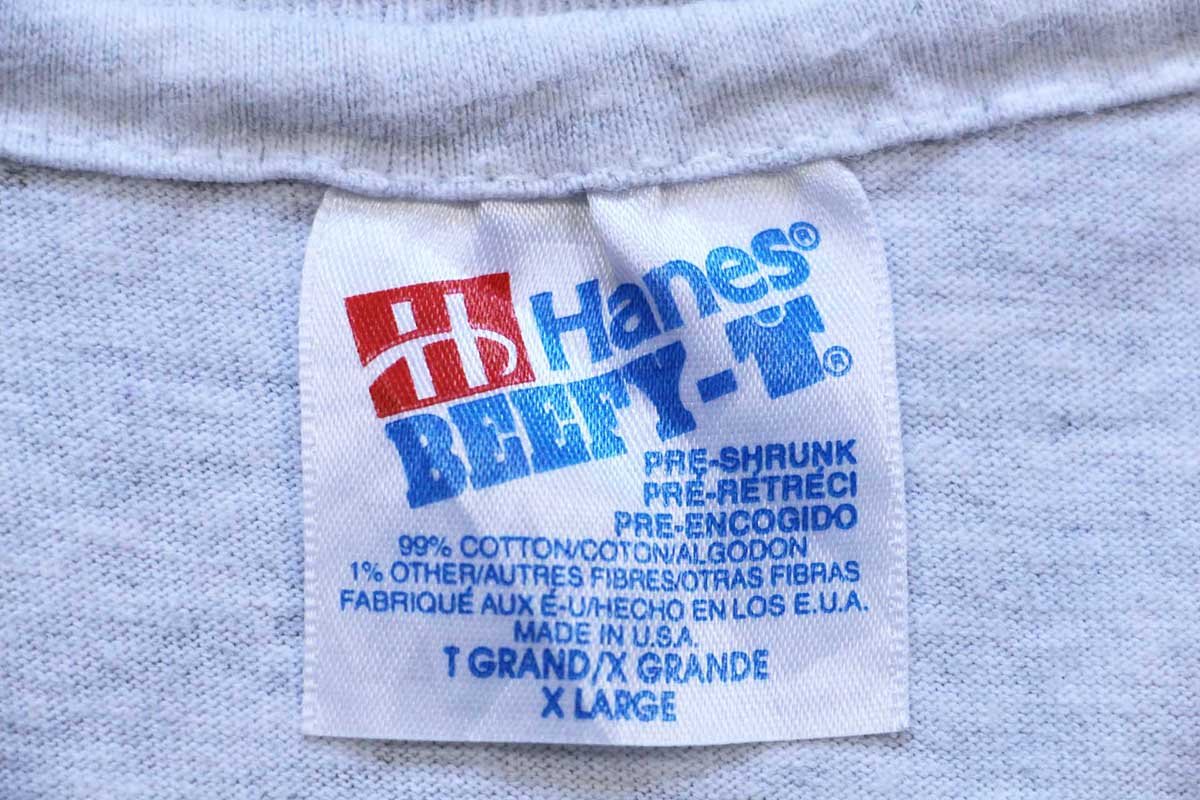 Hanes®
BEEFY-T®
PRE-SHRUNK
PRÉ-RÉTRÉCI
PRE-ENCOGIDO
99% COTTON/COTON/ALGODON
1% OTHER/AUTRES FIBRES/OTRAS FIBRAS
FABRIQUÉ AUX É-U/HECHO EN LOS E.U.A.
MADE IN U.S.A.
T GRAND/X GRANDE
X LARGE